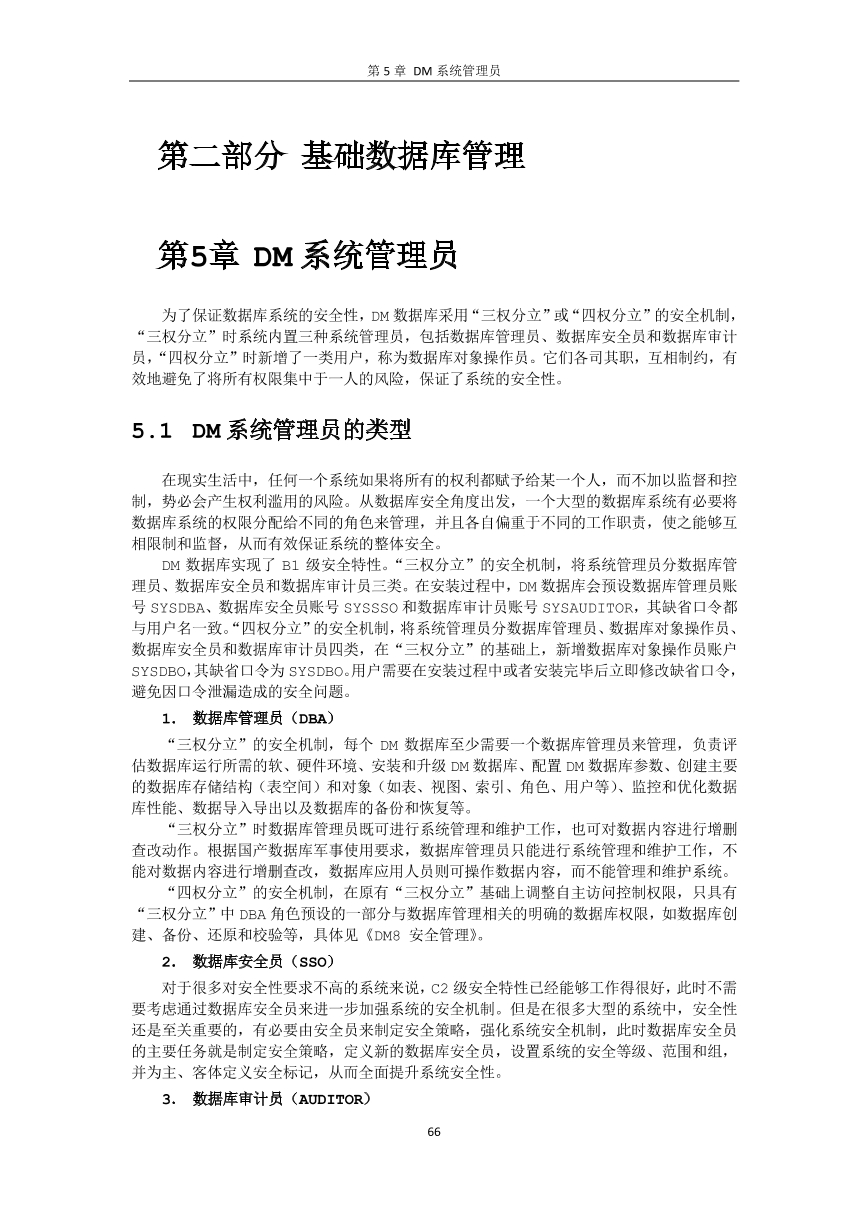 第 5 章 DM 系统管理员
第二部分 基础数据库管理
第5章 DM 系统管理员
为了保证数据库系统的安全性，DM 数据库采用“三权分立”或“四权分立”的安全机制，
“三权分立”时系统内置三种系统管理员，包括数据库管理员、数据库安全员和数据库审计
员，“四权分立”时新增了一类用户，称为数据库对象操作员。它们各司其职，互相制约，有
效地避免了将所有权限集中于一人的风险，保证了系统的安全性。
5.1 DM 系统管理员的类型
在现实生活中，任何一个系统如果将所有的权利都赋予给某一个人，而不加以监督和控
制，势必会产生权利滥用的风险。从数据库安全角度出发，一个大型的数据库系统有必要将
数据库系统的权限分配给不同的角色来管理，并且各自偏重于不同的工作职责，使之能够互
相限制和监督，从而有效保证系统的整体安全。
DM 数据库实现了 B1 级安全特性。“三权分立”的安全机制，将系统管理员分数据库管
理员、数据库安全员和数据库审计员三类。在安装过程中，DM 数据库会预设数据库管理员账
号 SYSDBA、数据库安全员账号 SYSSSO 和数据库审计员账号 SYSAUDITOR，其缺省口令都
与用户名一致。“四权分立”的安全机制，将系统管理员分数据库管理员、数据库对象操作员、
数据库安全员和数据库审计员四类，在“三权分立”的基础上，新增数据库对象操作员账户
SYSDBO，其缺省口令为 SYSDBO。用户需要在安装过程中或者安装完毕后立即修改缺省口令，
避免因口令泄漏造成的安全问题。
1. 数据库管理员（DBA）
“三权分立”的安全机制，每个 DM 数据库至少需要一个数据库管理员来管理，负责评
估数据库运行所需的软、硬件环境、安装和升级 DM 数据库、配置 DM 数据库参数、创建主要
的数据库存储结构（表空间）和对象（如表、视图、索引、角色、用户等）、监控和优化数据
库性能、数据导入导出以及数据库的备份和恢复等。
“三权分立”时数据库管理员既可进行系统管理和维护工作，也可对数据内容进行增删
查改动作。根据国产数据库军事使用要求，数据库管理员只能进行系统管理和维护工作，不
能对数据内容进行增删查改，数据库应用人员则可操作数据内容，而不能管理和维护系统。
“四权分立”的安全机制，在原有“三权分立”基础上调整自主访问控制权限，只具有
“三权分立”中 DBA 角色预设的一部分与数据库管理相关的明确的数据库权限，如数据库创
建、备份、还原和校验等，具体见《DM8 安全管理》。
2. 数据库安全员（SSO）
对于很多对安全性要求不高的系统来说，C2 级安全特性已经能够工作得很好，此时不需
要考虑通过数据库安全员来进一步加强系统的安全机制。但是在很多大型的系统中，安全性
还是至关重要的，有必要由安全员来制定安全策略，强化系统安全机制，此时数据库安全员
的主要任务就是制定安全策略，定义新的数据库安全员，设置系统的安全等级、范围和组，
并为主、客体定义安全标记，从而全面提升系统安全性。
3. 数据库审计员（AUDITOR）
66